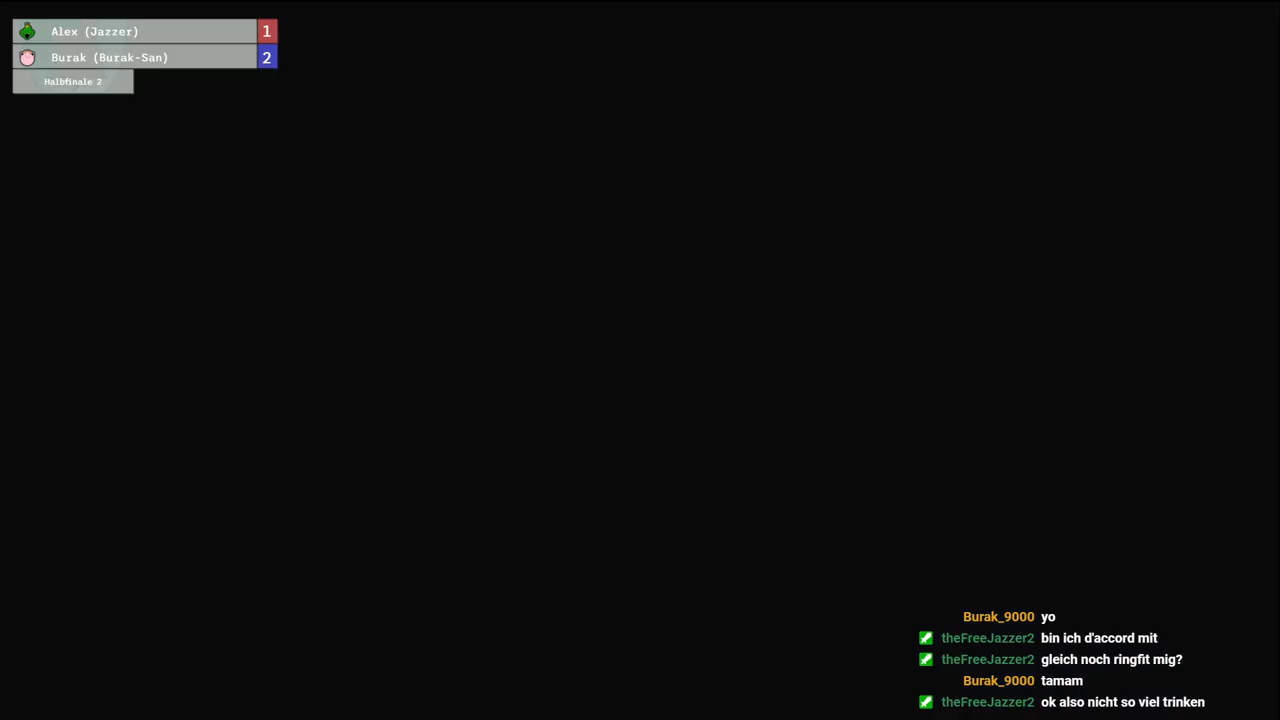 Alex (Jazzer) 1
Burak (Burak-San) 2
Halbfinale 2
Burak_9000 yo
theFreeJazzer2 bin ich d'accord mit
theFreeJazzer2 gleich noch ringfit mig?
Burak_9000 tamam
theFreeJazzer2 ok also nicht so viel trinken